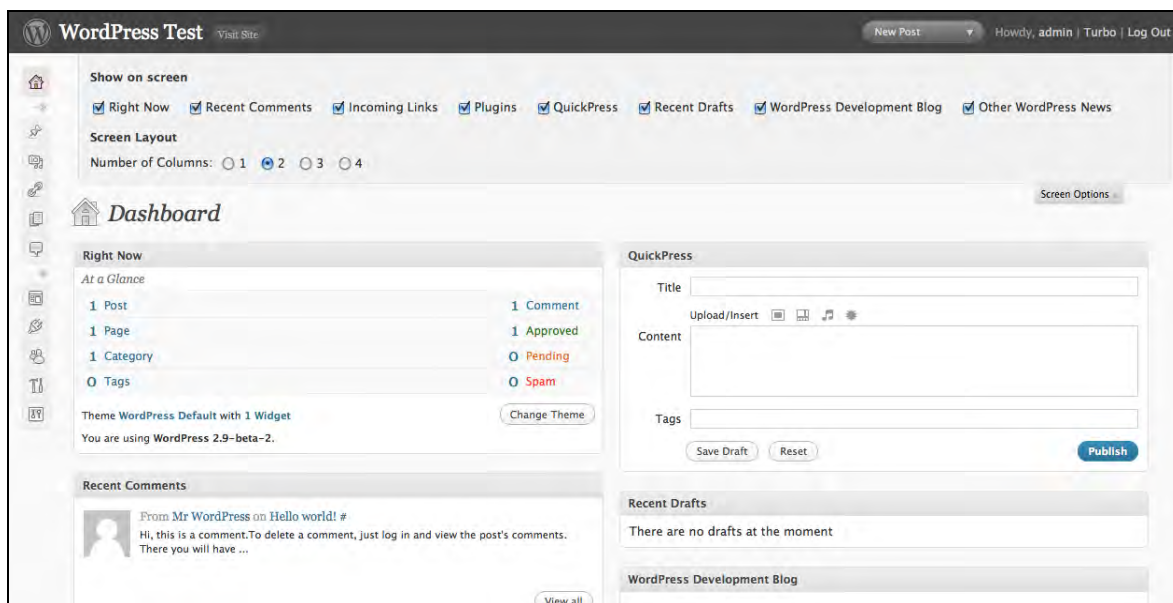 WordPress Test Visit Site New Post Howdy, admin | Turbo | Log Out
Show on screen
Right Now Recent Comments Incoming Links Plugins QuickPress Recent Drafts WordPress Development Blog Other WordPress News
Screen Layout
Number of Columns: 1 2 3 4
Screen Options
Dashboard
Right Now
At a Glance
1 Post 1 Comment
1 Page 1 Approved
1 Category 0 Pending
0 Tags 0 Spam
Theme WordPress Default with 1 Widget Change Theme
You are using WordPress 2.9-beta-2.
Recent Comments
From Mr WordPress on Hello world! #
Hi, this is a comment.To delete a comment, just log in and view the post's comments.
There you will have ...
View all
QuickPress
Title
Upload/Insert
Content
Tags
Save Draft Reset Publish
Recent Drafts
There are no drafts at the moment
WordPress Development Blog